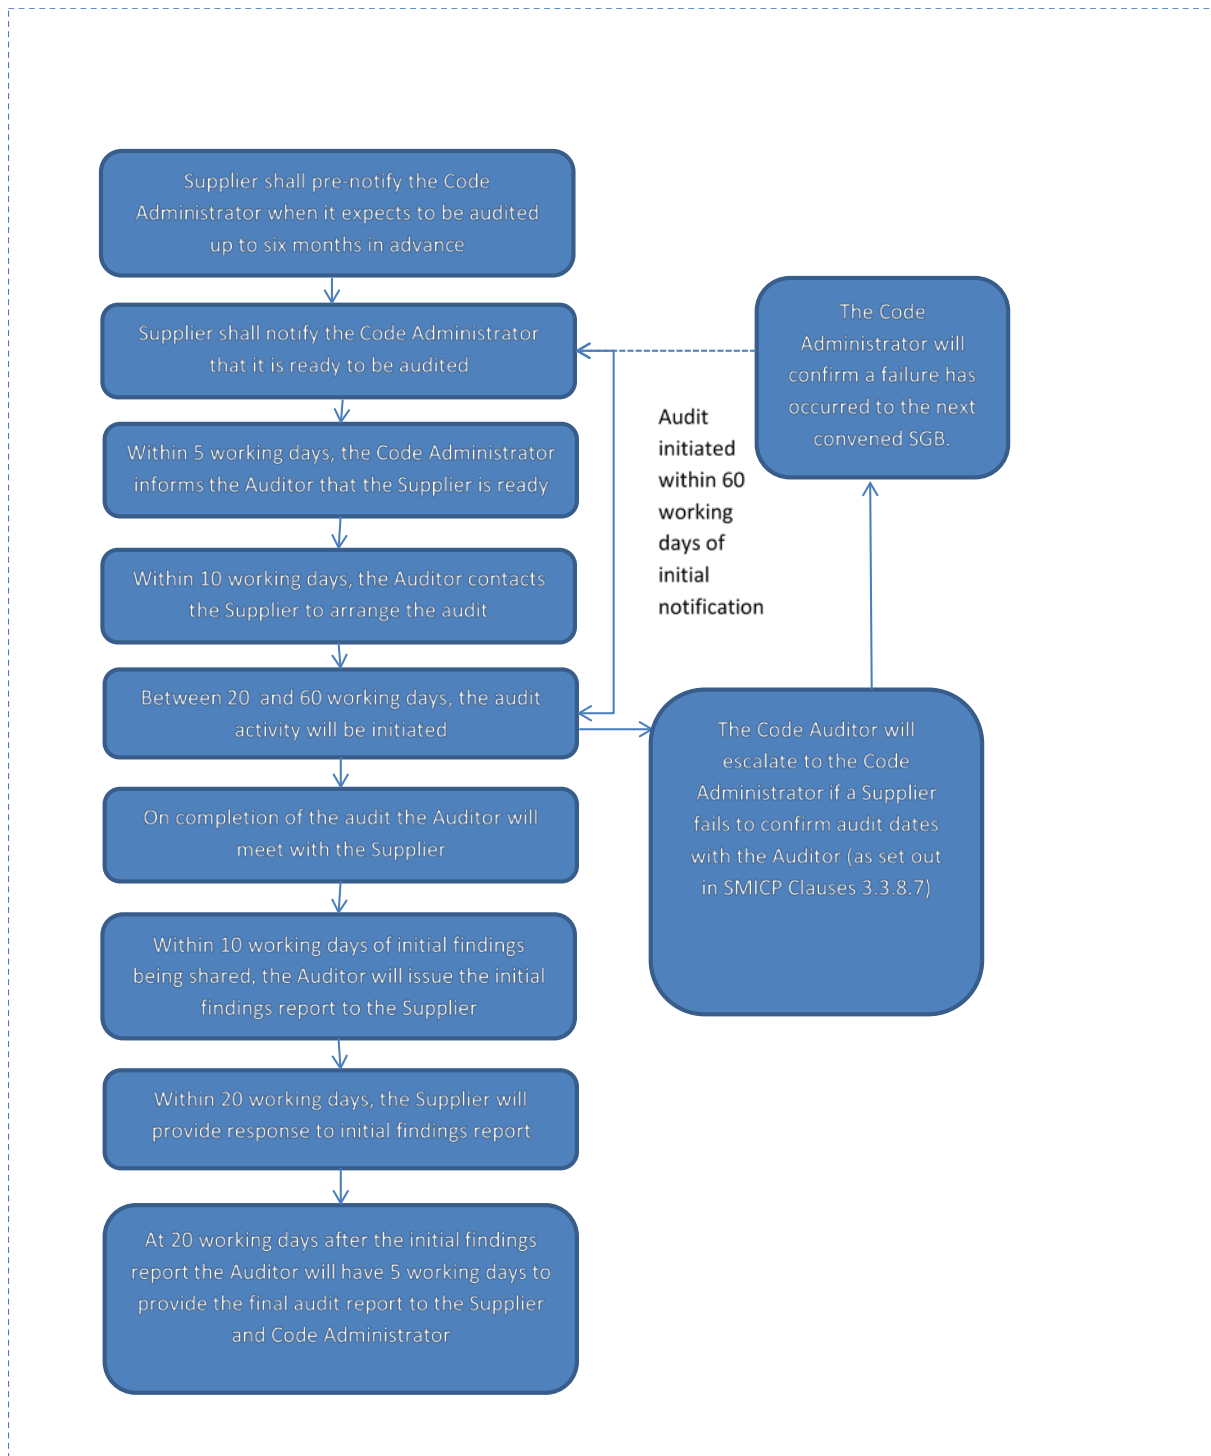 Supplier shall pre-notify the Code
Administrator when it expects to be audited
up to six months in advance
Supplier shall notify the Code Administrator
that it is ready to be audited
Within 5 working days, the Code Administrator
informs the Auditor that the Supplier is ready
Within 10 working days, the Auditor contacts
the Supplier to arrange the audit
Between 20  and 60 working days, the audit
activity will be initiated
On completion of the audit the Auditor will
meet with the Supplier
Within 10 working days of initial findings
being shared, the Auditor will issue the initial
findings report to the Supplier
Within 20 working days, the Supplier will
provide response to initial findings report
At 20 working days after the initial findings
report the Auditor will have 5 working days to
provide the final audit report to the Supplier
and Code Administrator
Audit
initiated
within 60
working
days of
initial
notification
The Code
Administrator will
confirm a failure has
occurred to the next
convened SGB.
The Code Auditor will
escalate to the Code
Administrator if a Supplier
fails to confirm audit dates
with the Auditor (as set out
in SMICP Clauses 3.3.8.7)